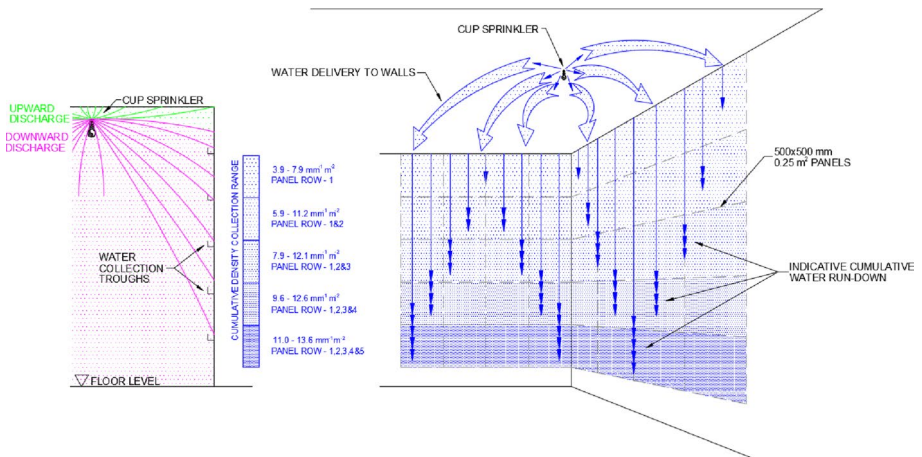 CUP SPRINKLER
WATER DELIVERY TO WALLS
UPWARD
DISCHARGE
CUP SPRINKLER
DOWNWARD
DISCHARGE
500x500 mm
0.25 m² PANELS
CUMULATIVE DENSITY COLLECTION RANGE
3.9 - 7.9 mm¹ m²
PANEL ROW - 1
5.9 - 11.2 mm¹ m²
PANEL ROW - 1&2
7.9 - 12.1 mm¹ m²
PANEL ROW - 1,2&3
9.6 - 12.6 mm¹ m²
PANEL ROW - 1,2,3&4
11.0 - 13.6 mm¹ m²
PANEL ROW - 1,2,3,4&5
WATER
COLLECTION
TROUGHS
INDICATIVE CUMULATIVE
WATER RUN-DOWN
FLOOR LEVEL